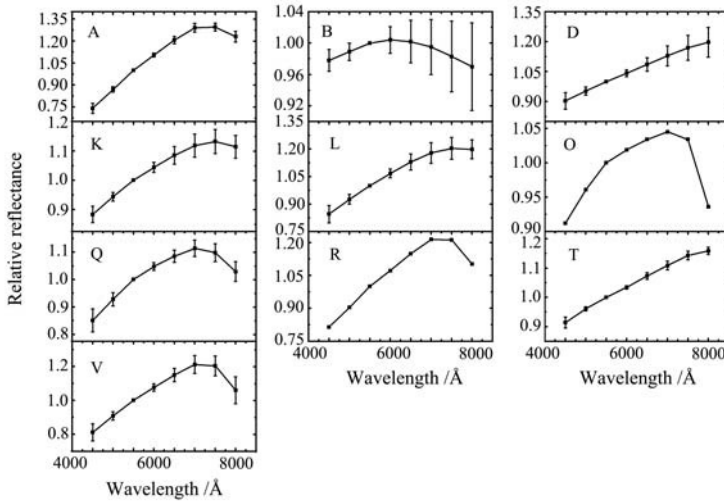 Relative reflectance
A
1.35
1.20
1.05
0.90
0.75
B
1.04
1.00
0.96
0.92
D
1.35
1.20
1.05
0.90
K
1.2
1.1
1.0
0.9
L
1.35
1.20
1.05
0.90
0.75
O
1.05
1.00
0.95
0.90
Q
1.1
1.0
0.9
0.8
R
1.20
1.05
0.90
0.75
4000 6000 8000
Wavelength /Å
T
1.2
1.1
1.0
0.9
4000 6000 8000
Wavelength /Å
V
1.2
1.0
0.8
4000 6000 8000
Wavelength /Å